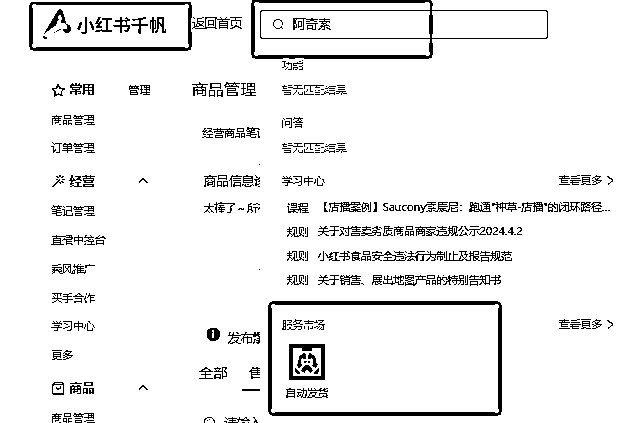 小红书千帆
返回首页
阿奇索
功能
暂无匹配结果
问答
暂无匹配结果
学习中心
查看更多 >
课程 【店播案例】Saucony索康尼：跑通"种草-店播"的闭环路径...
规则 关于对售卖劣质商品商家违规公示2024.4.2
规则 小红书食品安全违法行为制止及报告规范
规则 关于销售、展出地图产品的特别告知书
服务市场
查看更多 >
自动发货
常用
管理
商品管理
订单管理
经营
笔记管理
直播中控台
乘风推广
买手合作
学习中心
更多
商品
商品管理
商品管理
经营商品笔记
商品信息
太棒了~
发布
全部
售
请输入